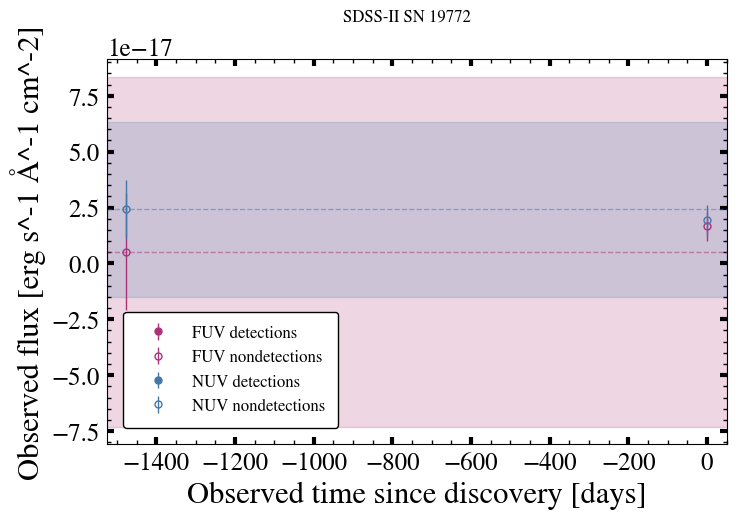 SDSS-II SN 19772
1e−17
Observed flux [erg s^-1 Å^-1 cm^-2]
7.5
5.0
2.5
0.0
−2.5
−5.0
−7.5
FUV detections
FUV nondetections
NUV detections
NUV nondetections
−1400 −1200 −1000 −800 −600 −400 −200 0
Observed time since discovery [days]